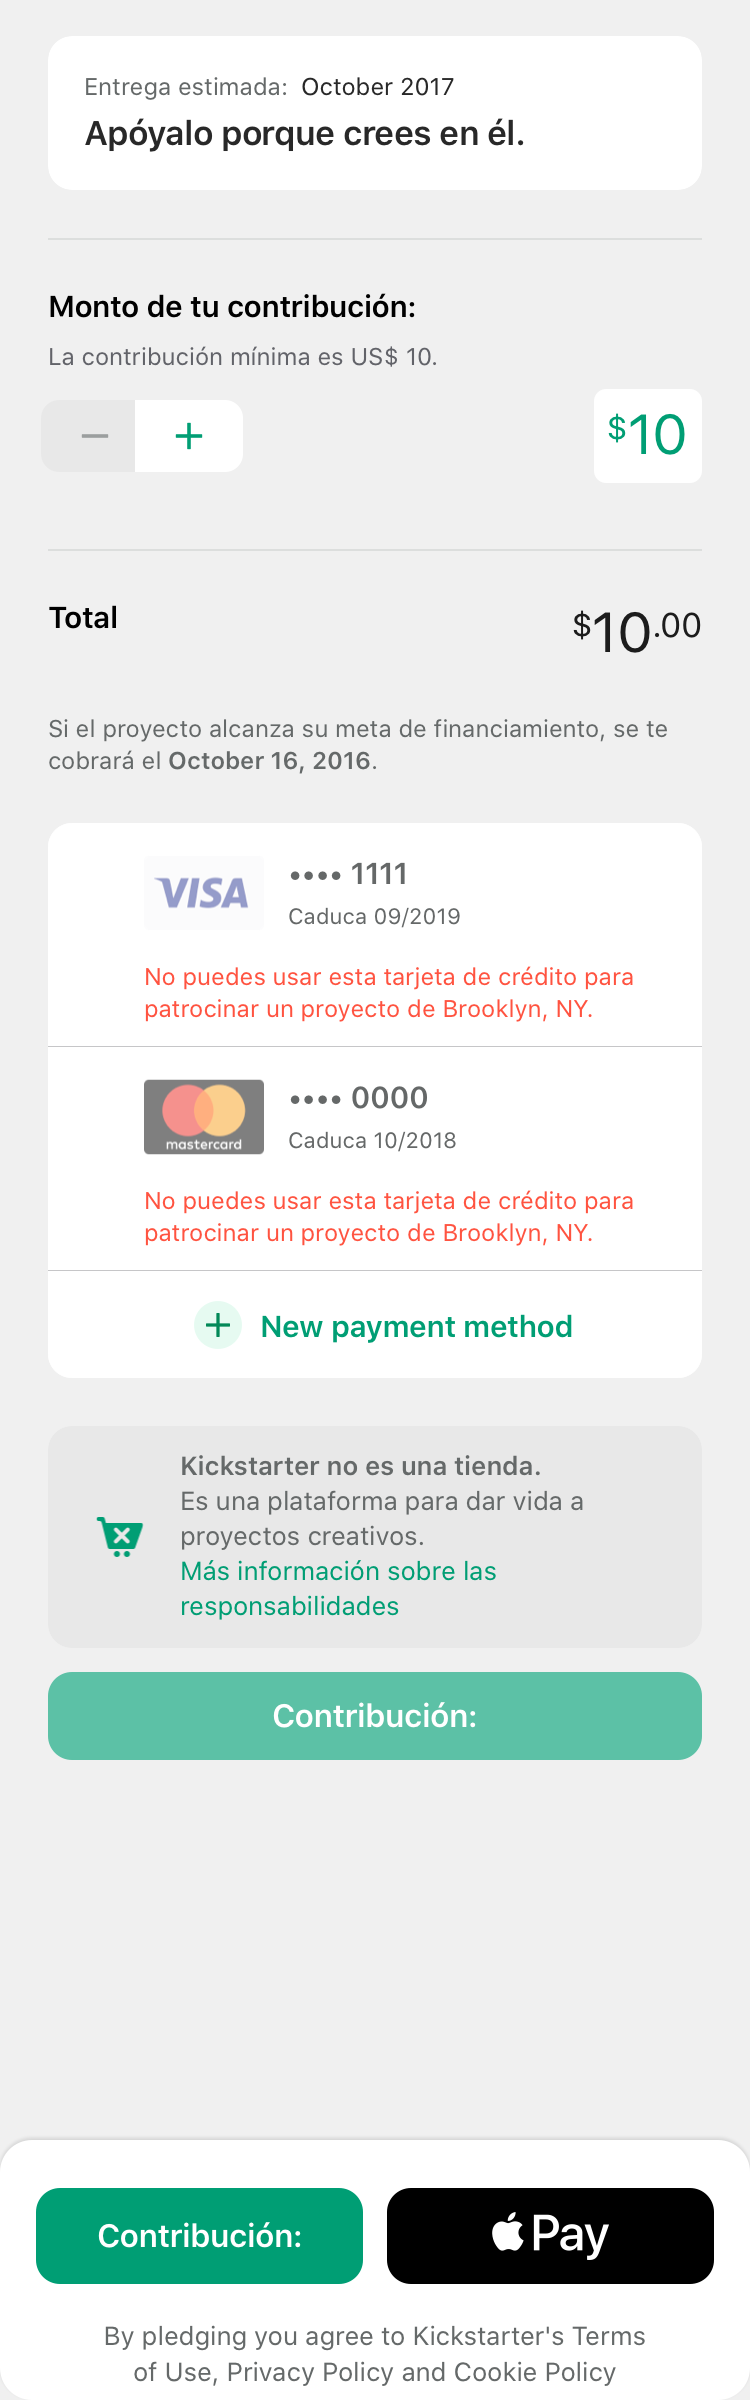 Entrega estimada: October 2017
Apóyalo porque crees en él.
Monto de tu contribución:
La contribución mínima es US$ 10.
$10
Total
$10.00
Si el proyecto alcanza su meta de financiamiento, se te
cobrará el October 16, 2016.
VISA
•••• 1111
Caduca 09/2019
No puedes usar esta tarjeta de crédito para
patrocinar un proyecto de Brooklyn, NY.
mastercard
•••• 0000
Caduca 10/2018
No puedes usar esta tarjeta de crédito para
patrocinar un proyecto de Brooklyn, NY.
New payment method
Kickstarter no es una tienda.
Es una plataforma para dar vida a
proyectos creativos.
Más información sobre las
responsabilidades
Contribución:
Contribución:
Pay
By pledging you agree to Kickstarter's Terms
of Use, Privacy Policy and Cookie Policy